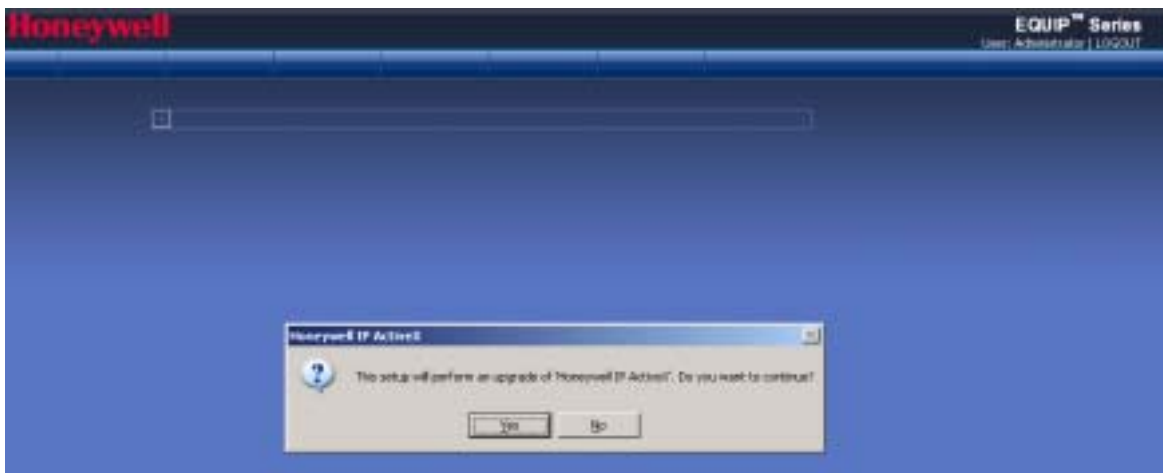 Honeywell
EQUIP™ Series
User: Administrator | LOGOUT
Honeywell IP ActiveX
This setup will perform an upgrade of 'Honeywell IP ActiveX'. Do you want to continue?
Yes
No